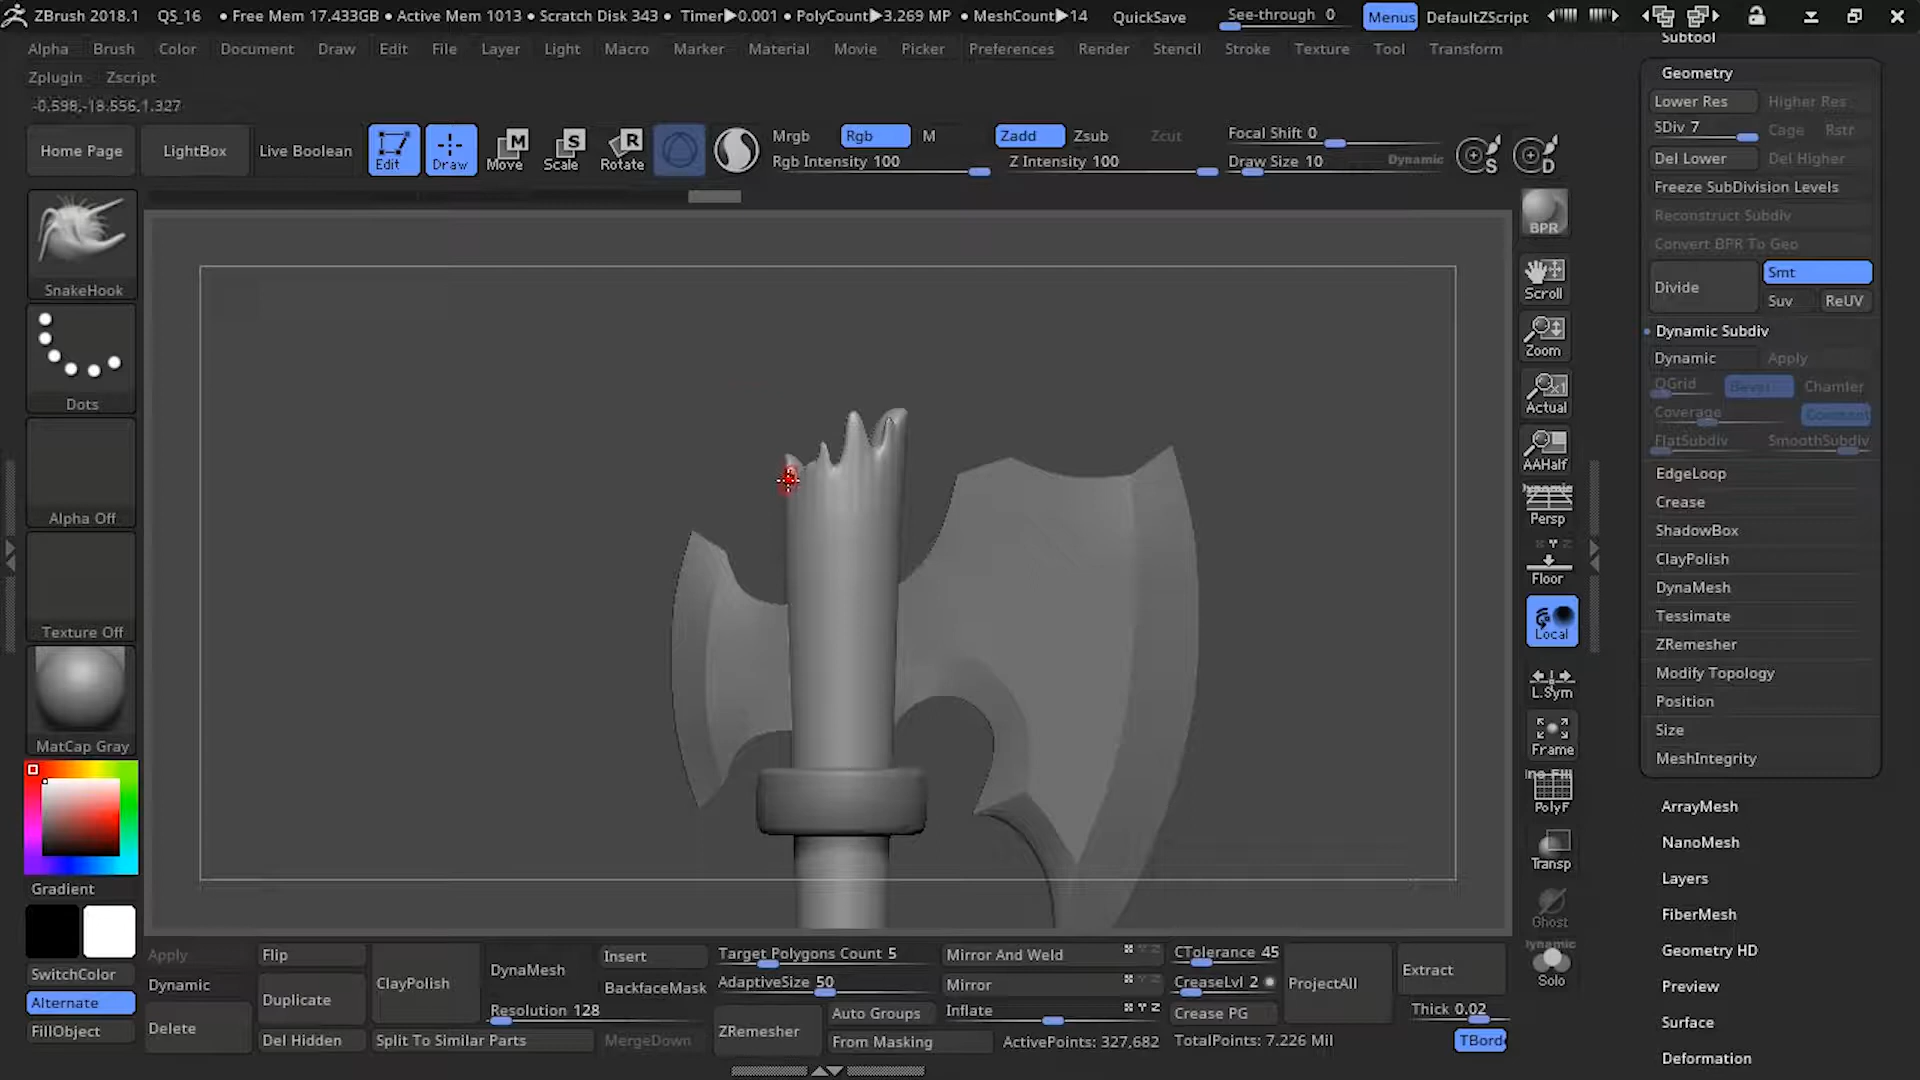 ZBrush 2018.1 QS_16 • Free Mem 17.433GB • Active Mem 1013 • Scratch Disk 343 • Timer▶0.001 • PolyCount▶3.269 MP • MeshCount▶14 QuickSave See-through 0 Menus DefaultZScript
Alpha Brush Color Document Draw Edit File Layer Light Macro Marker Material Movie Picker Preferences Render Stencil Stroke Texture Tool Transform
Zplugin Zscript
-0.598,-18.556,1.327
Home Page LightBox Live Boolean Edit Draw Move Scale Rotate
M S R
Mrgb Rgb M Zadd Zsub Zcut Focal Shift 0
Rgb Intensity 100 Z Intensity 100 Draw Size 10 Dynamic S D
SnakeHook
Dots
Alpha Off
Texture Off
MatCap Gray
Gradient
SwitchColor
Alternate
FillObject
BPR
Scroll
Zoom
Actual
AAHalf
Dynamic
Persp
Floor
Local
L.Sym
Frame
PolyF
Transp
Ghost
Dynamic
Solo
Subtool
Geometry
Lower Res Higher Res
SDiv 7 Cage Rstr
Del Lower Del Higher
Freeze SubDivision Levels
Reconstruct Subdiv
Convert BPR To Geo
Divide Smt
Suv ReUV
Dynamic Subdiv
Dynamic Apply
QGrid Bevel Chamfer
Coverage Constant
FlatSubdiv SmoothSubdiv
EdgeLoop
Crease
ShadowBox
ClayPolish
DynaMesh
Tessimate
ZRemesher
Modify Topology
Position
Size
MeshIntegrity
ArrayMesh
NanoMesh
Layers
FiberMesh
Geometry HD
Preview
Surface
Deformation
Apply Flip ClayPolish DynaMesh Insert Target Polygons Count 5 Mirror And Weld CTolerance 45 ProjectAll Extract
Dynamic Duplicate BackfaceMask AdaptiveSize 50 Mirror CreaseLvl 2
Resolution 128 Auto Groups Inflate Crease PG Thick 0.02
Delete Del Hidden Split To Similar Parts MergeDown ZRemesher From Masking ActivePoints: 327,682 TotalPoints: 7.226 Mil